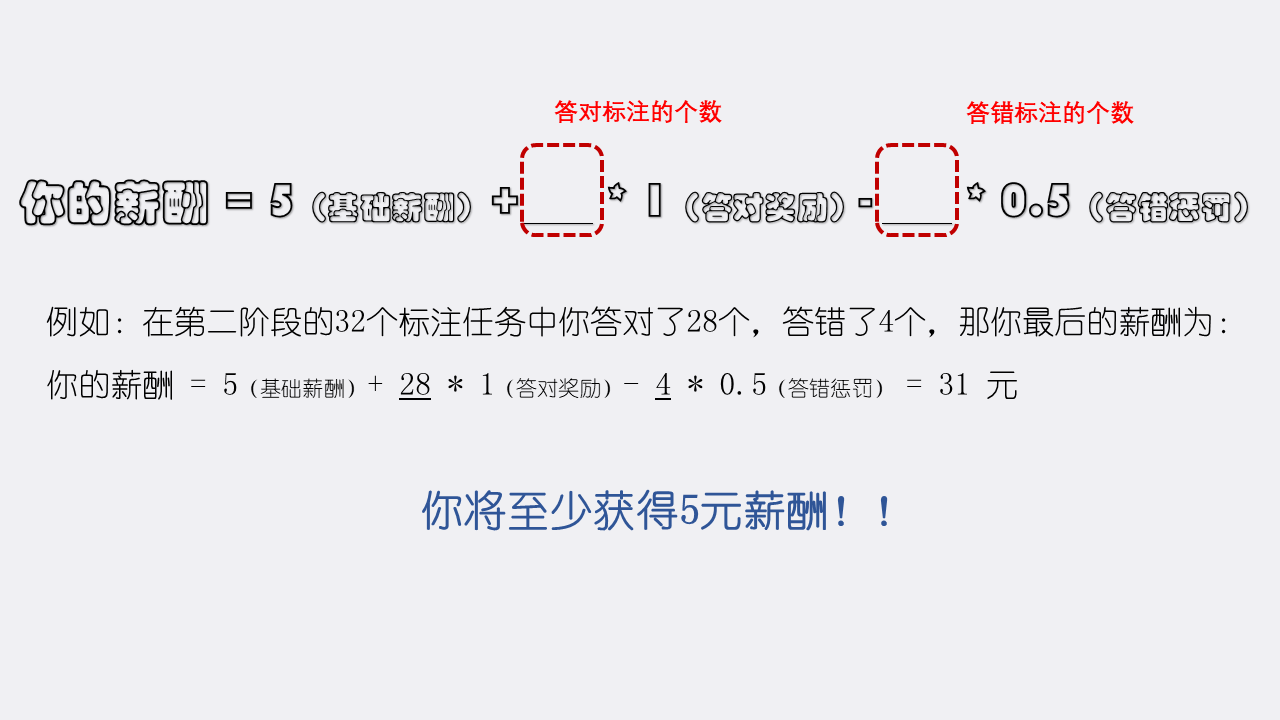 答对标注的个数 答错标注的个数
你的薪酬 = 5（基础薪酬）+____* 1（答对奖励）-____* 0.5（答错惩罚）
例如：在第二阶段的32个标注任务中你答对了28个，答错了4个，那你最后的薪酬为：
你的薪酬 = 5（基础薪酬）+ 28 * 1（答对奖励）- 4 * 0.5（答错惩罚） = 31 元
你将至少获得5元薪酬！！